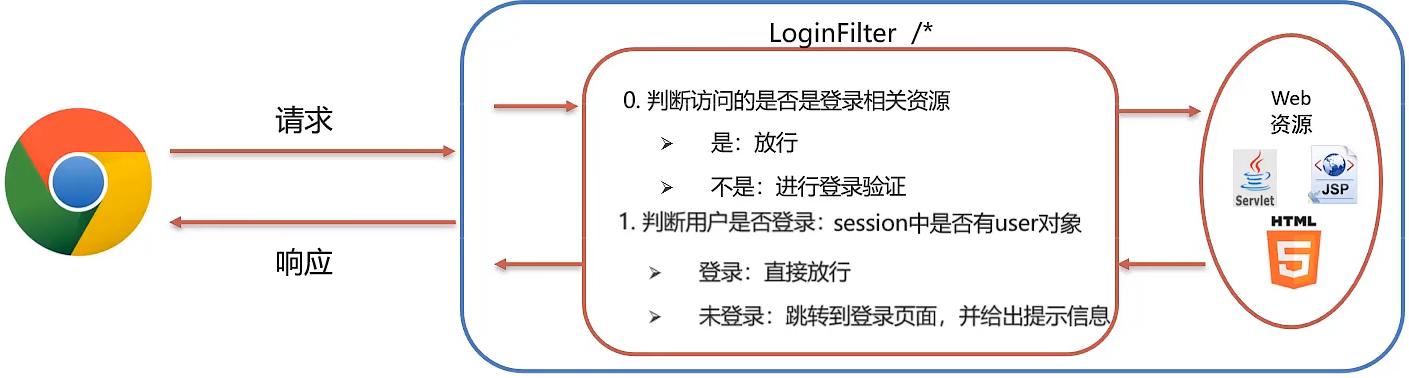 LoginFilter /*
请求
响应
0. 判断访问的是否是登录相关资源
是：放行
不是：进行登录验证
1. 判断用户是否登录：session中是否有user对象
登录：直接放行
未登录：跳转到登录页面，并给出提示信息
Web
资源
Servlet
JSP
HTML
5